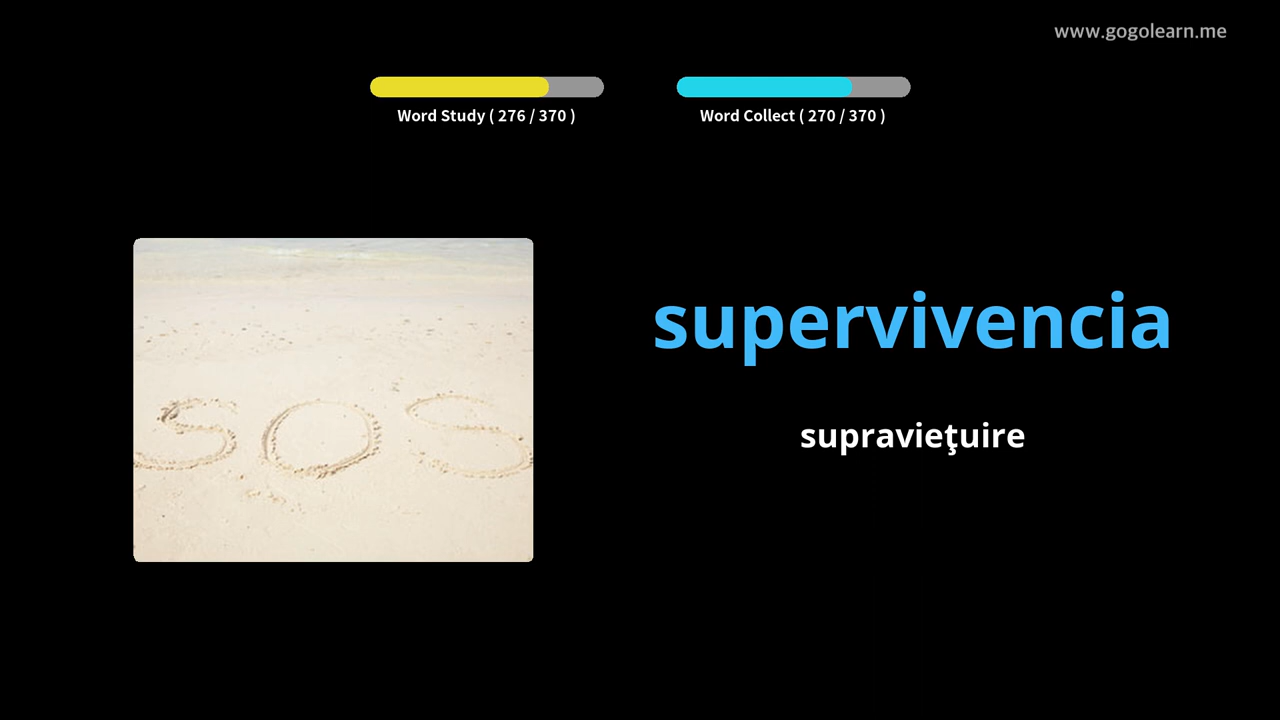 www.gogolearn.me
Word Study ( 276 / 370 )
Word Collect ( 270 / 370 )
supervivencia
supravieţuire
SOS